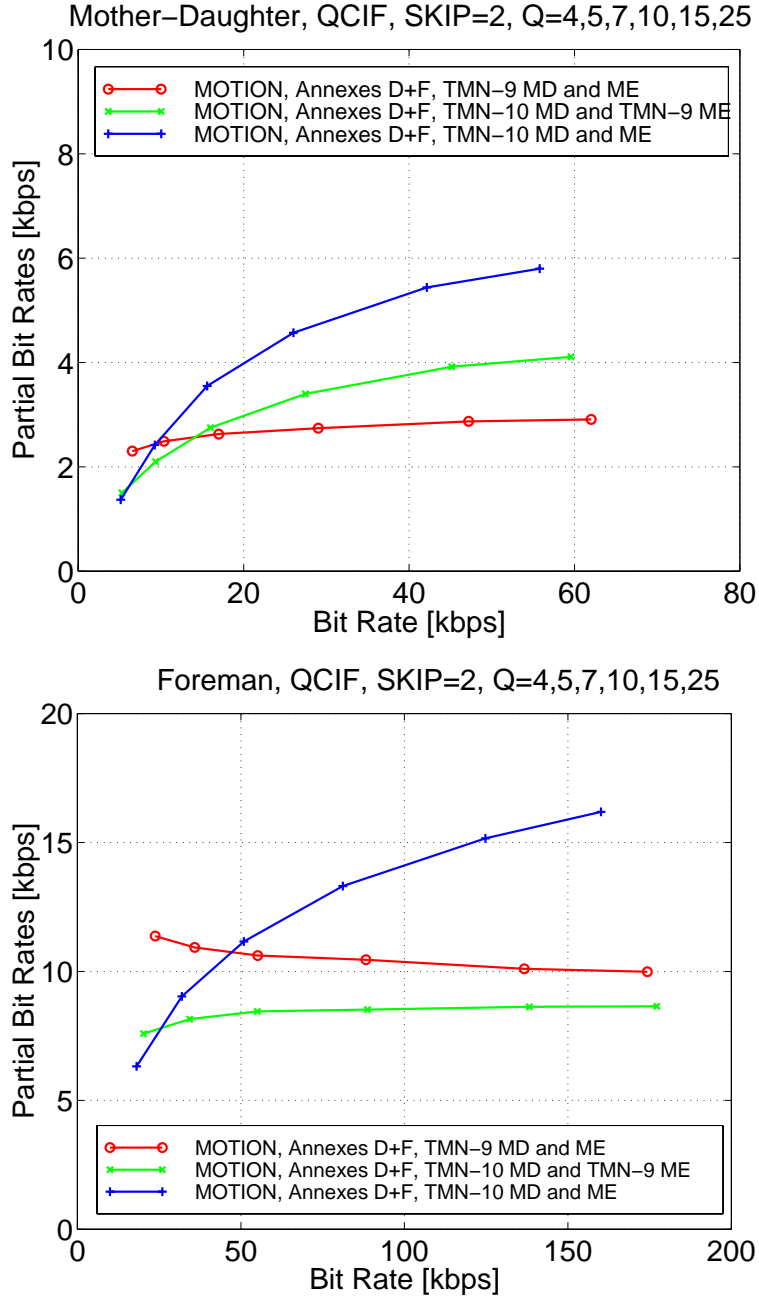 Mother−Daughter, QCIF, SKIP=2, Q=4,5,7,10,15,25
MOTION, Annexes D+F, TMN−9 MD and ME
MOTION, Annexes D+F, TMN−10 MD and TMN−9 ME
MOTION, Annexes D+F, TMN−10 MD and ME
10
8
6
4
2
0
Partial Bit Rates [kbps]
0 20 40 60 80
Bit Rate [kbps]
Foreman, QCIF, SKIP=2, Q=4,5,7,10,15,25
20
15
10
5
0
Partial Bit Rates [kbps]
MOTION, Annexes D+F, TMN−9 MD and ME
MOTION, Annexes D+F, TMN−10 MD and TMN−9 ME
MOTION, Annexes D+F, TMN−10 MD and ME
0 50 100 150 200
Bit Rate [kbps]